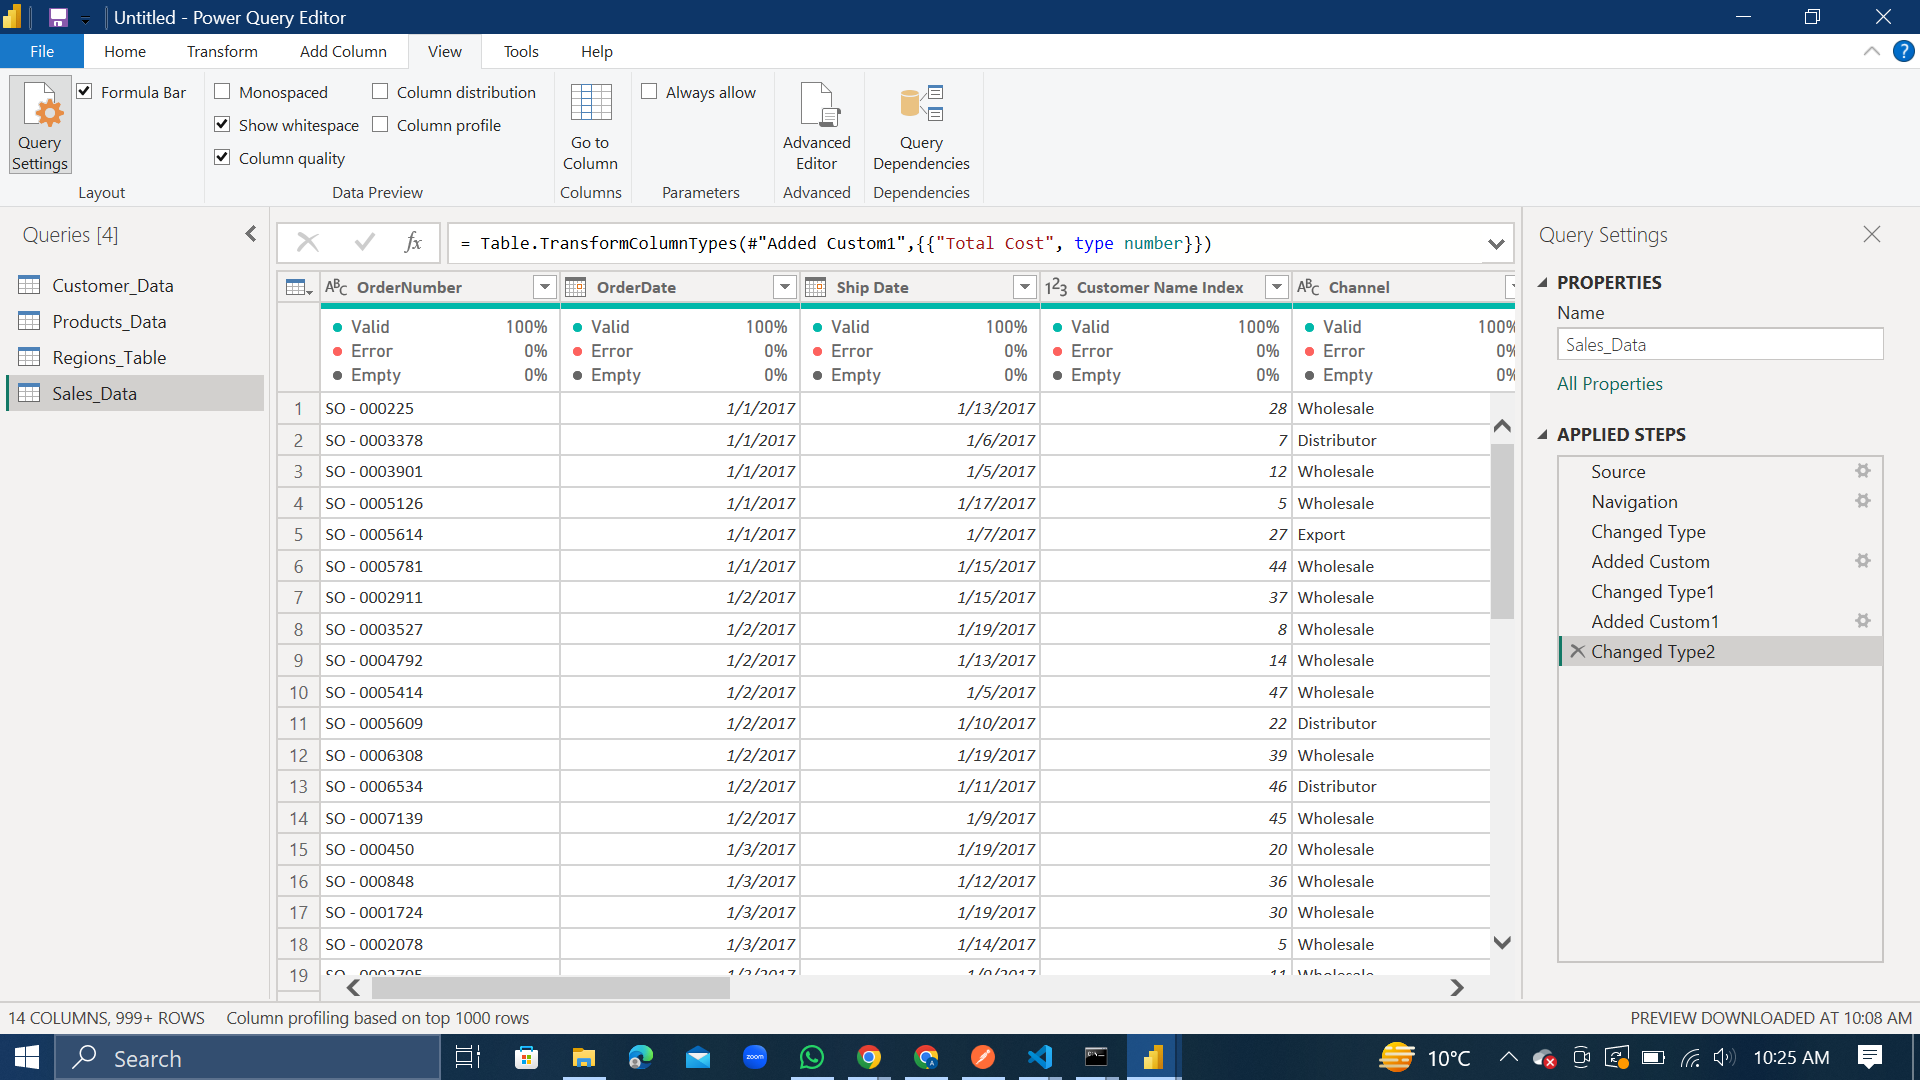 Untitled - Power Query Editor
File Home Transform Add Column View Tools Help
Query Settings
Formula Bar
Layout
Monospaced
Show whitespace
Column quality
Column distribution
Column profile
Data Preview
Go to Column
Columns
Always allow
Parameters
Advanced Editor
Advanced
Query Dependencies
Dependencies
Queries [4]
Customer_Data
Products_Data
Regions_Table
Sales_Data
fx = Table.TransformColumnTypes(#"Added Custom1",{{"Total Cost", type number}})
ABC OrderNumber OrderDate Ship Date 123 Customer Name Index ABC Channel
Valid 100% Valid 100% Valid 100% Valid 100% Valid 100%
Error 0% Error 0% Error 0% Error 0% Error 0%
Empty 0% Empty 0% Empty 0% Empty 0% Empty 0%
1 SO - 000225 1/1/2017 1/13/2017 28 Wholesale
2 SO - 0003378 1/1/2017 1/6/2017 7 Distributor
3 SO - 0003901 1/1/2017 1/5/2017 12 Wholesale
4 SO - 0005126 1/1/2017 1/17/2017 5 Wholesale
5 SO - 0005614 1/1/2017 1/7/2017 27 Export
6 SO - 0005781 1/1/2017 1/15/2017 44 Wholesale
7 SO - 0002911 1/2/2017 1/15/2017 37 Wholesale
8 SO - 0003527 1/2/2017 1/19/2017 8 Wholesale
9 SO - 0004792 1/2/2017 1/13/2017 14 Wholesale
10 SO - 0005414 1/2/2017 1/5/2017 47 Wholesale
11 SO - 0005609 1/2/2017 1/10/2017 22 Distributor
12 SO - 0006308 1/2/2017 1/19/2017 39 Wholesale
13 SO - 0006534 1/2/2017 1/11/2017 46 Distributor
14 SO - 0007139 1/2/2017 1/9/2017 45 Wholesale
15 SO - 000450 1/3/2017 1/19/2017 20 Wholesale
16 SO - 000848 1/3/2017 1/12/2017 36 Wholesale
17 SO - 0001724 1/3/2017 1/19/2017 30 Wholesale
18 SO - 0002078 1/3/2017 1/14/2017 5 Wholesale
19 SO - 0002795 1/3/2017 1/9/2017 11 Wholesale
Query Settings
PROPERTIES
Name
Sales_Data
All Properties
APPLIED STEPS
Source
Navigation
Changed Type
Added Custom
Changed Type1
Added Custom1
Changed Type2
14 COLUMNS, 999+ ROWS Column profiling based on top 1000 rows PREVIEW DOWNLOADED AT 10:08 AM
Search zoom 10°C 10:25 AM